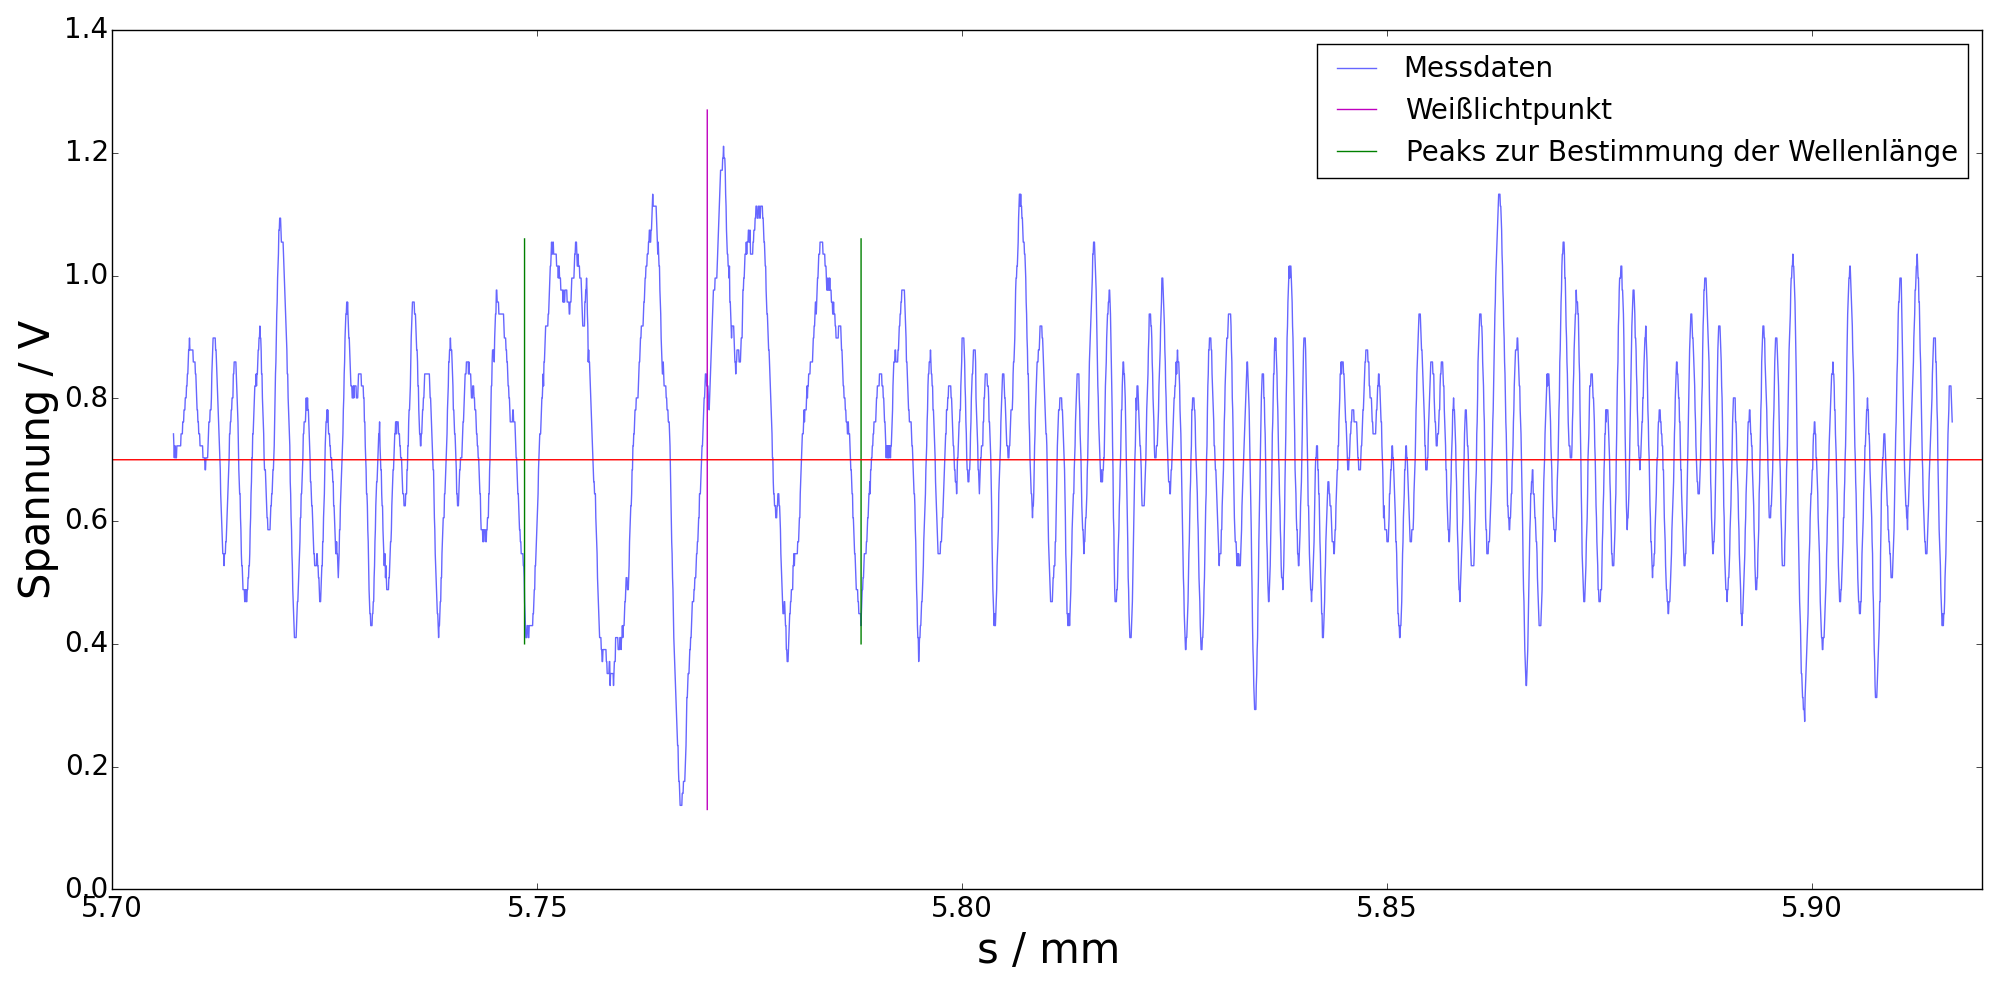 1.4
1.2
1.0
0.8
0.6
0.4
0.2
0.0
Spannung / V
Messdaten
Weißlichtpunkt
Peaks zur Bestimmung der Wellenlänge
5.70 5.75 5.80 5.85 5.90
s / mm